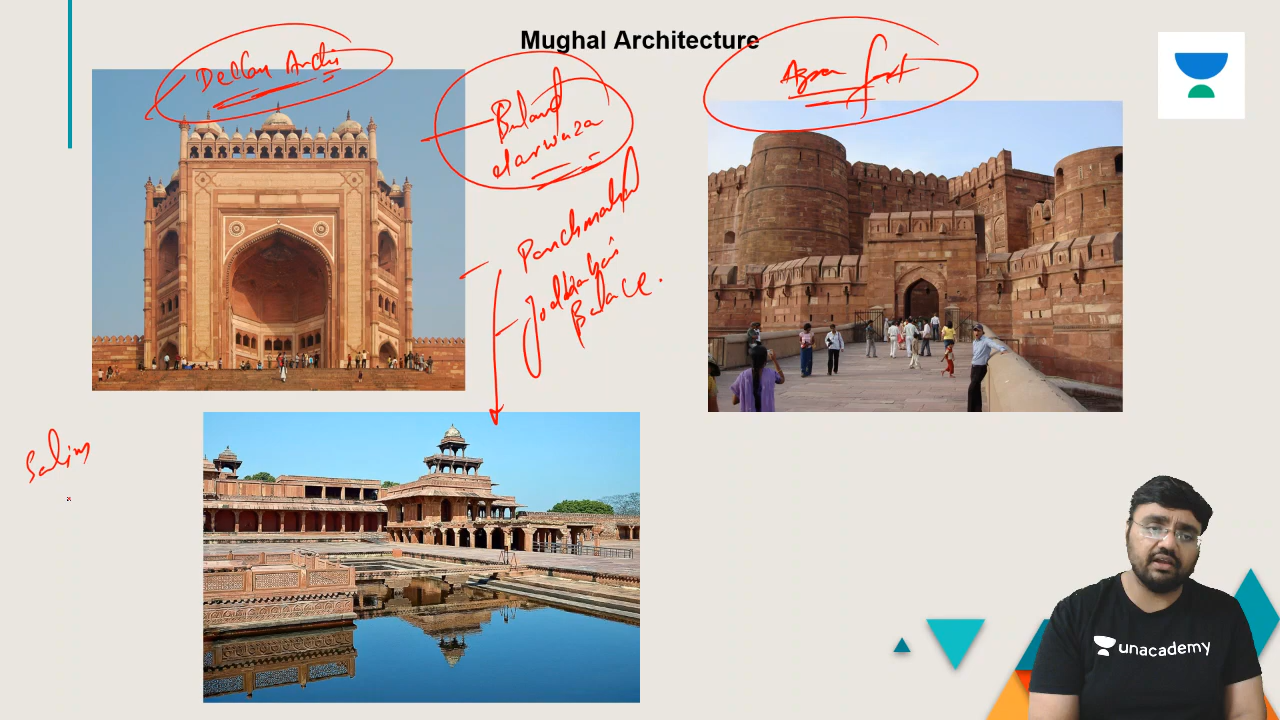 Mughal Architecture
Deccan Archi
Buland
darwaza
Agra fort
Panchmahal
Jodhabai
Palace.
Salim
unacademy